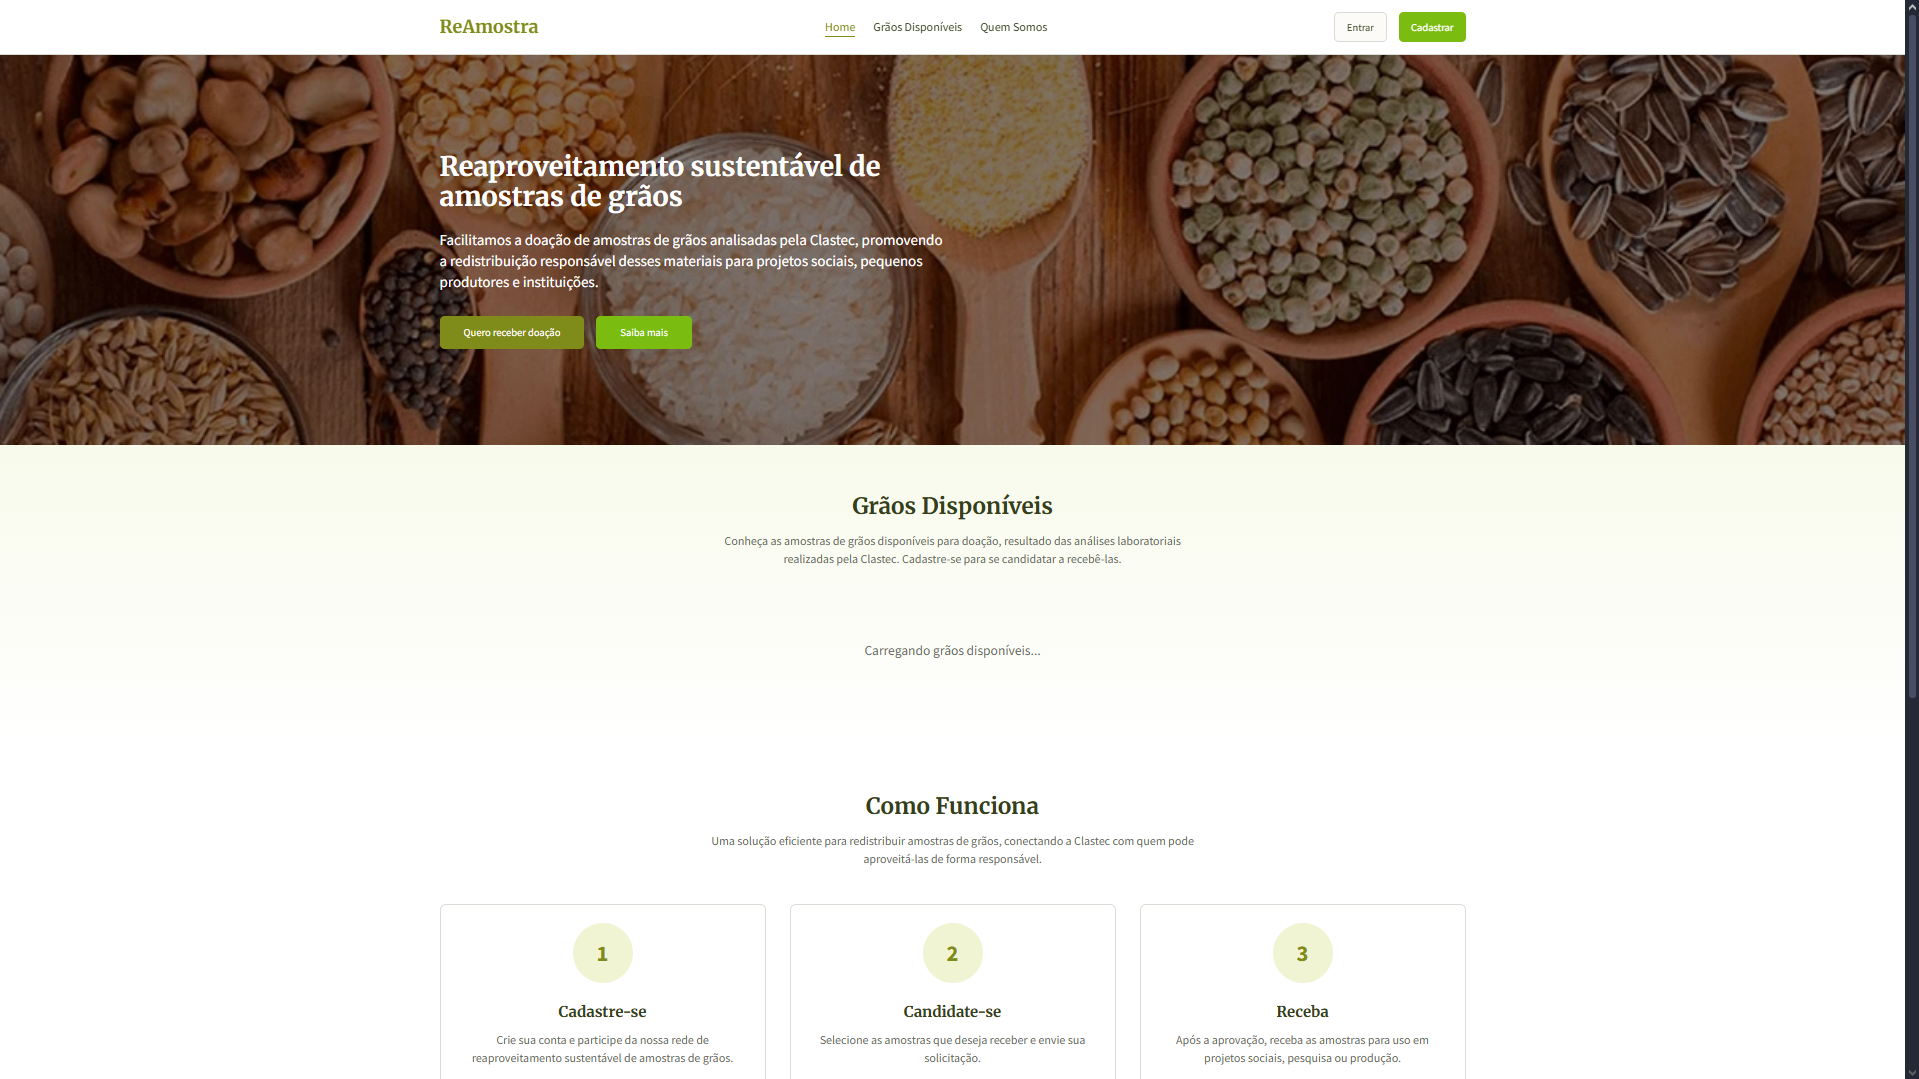 ReAmostra
Home
Grãos Disponíveis
Quem Somos
Entrar
Cadastrar
Reaproveitamento sustentável de
amostras de grãos
Facilitamos a doação de amostras de grãos analisadas pela Clastec, promovendo
a redistribuição responsável desses materiais para projetos sociais, pequenos
produtores e instituições.
Quero receber doação
Saiba mais
Grãos Disponíveis
Conheça as amostras de grãos disponíveis para doação, resultado das análises laboratoriais
realizadas pela Clastec. Cadastre-se para se candidatar a recebê-las.
Carregando grãos disponíveis...
Como Funciona
Uma solução eficiente para redistribuir amostras de grãos, conectando a Clastec com quem pode
aproveitá-las de forma responsável.
1
Cadastre-se
Crie sua conta e participe da nossa rede de
reaproveitamento sustentável de amostras de grãos.
2
Candidate-se
Selecione as amostras que deseja receber e envie sua
solicitação.
3
Receba
Após a aprovação, receba as amostras para uso em
projetos sociais, pesquisa ou produção.